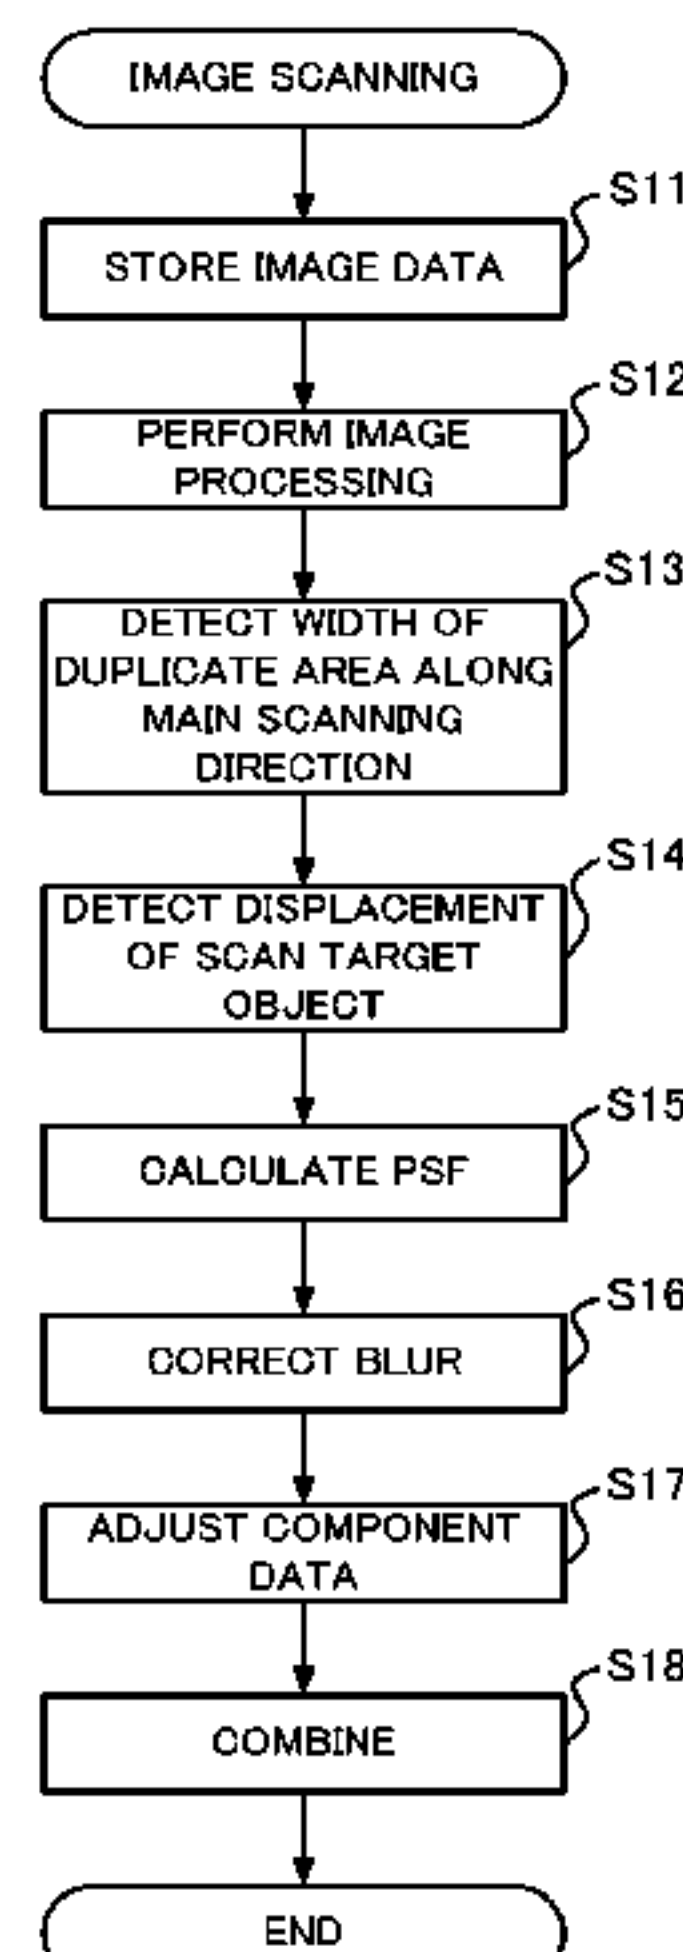 IMAGE SCANNING
S11
STORE IMAGE DATA
S12
PERFORM IMAGE
PROCESSING
S13
DETECT WIDTH OF
DUPLICATE AREA ALONG
MAIN SCANNING
DIRECTION
S14
DETECT DISPLACEMENT
OF SCAN TARGET
OBJECT
S15
CALCULATE PSF
S16
CORRECT BLUR
S17
ADJUST COMPONENT
DATA
S18
COMBINE
END